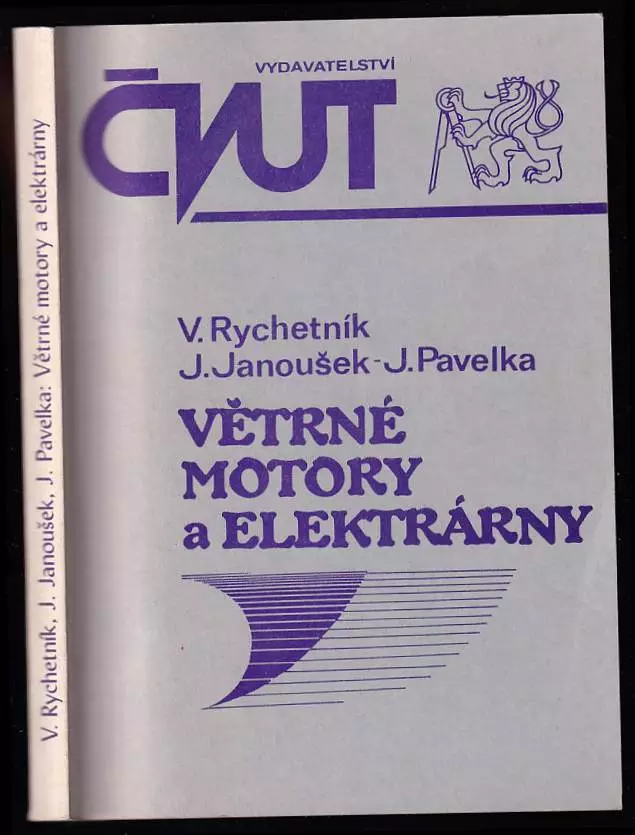 V. Rychetník, J. Janoušek, J. Pavelka: Větrné motory a elektrárny
VYDAVATELSTVÍ
ČVUT
V. Rychetník
J. Janoušek - J. Pavelka
VĚTRNÉ
MOTORY
a ELEKTRÁRNY